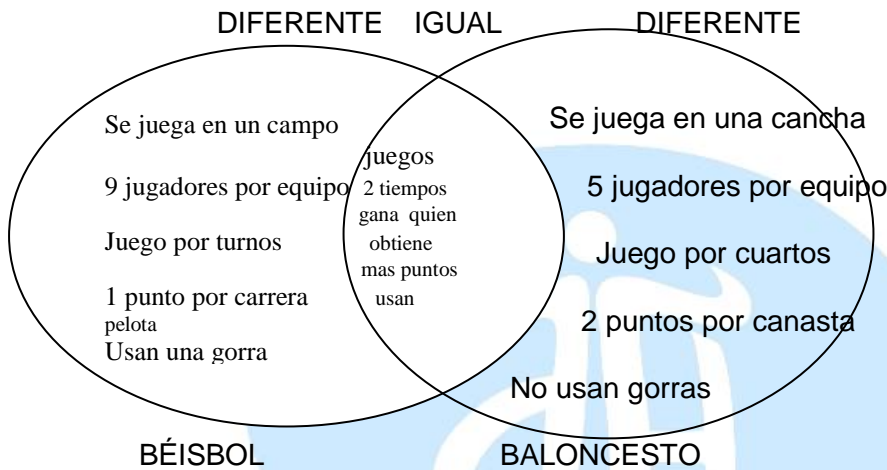 DIFERENTE IGUAL DIFERENTE
Se juega en un campo
9 jugadores por equipo
Juego por turnos
1 punto por carrera
pelota
Usan una gorra
juegos
2 tiempos
gana quien
obtiene
mas puntos
usan
Se juega en una cancha
5 jugadores por equipo
Juego por cuartos
2 puntos por canasta
No usan gorras
BÉISBOL BALONCESTO